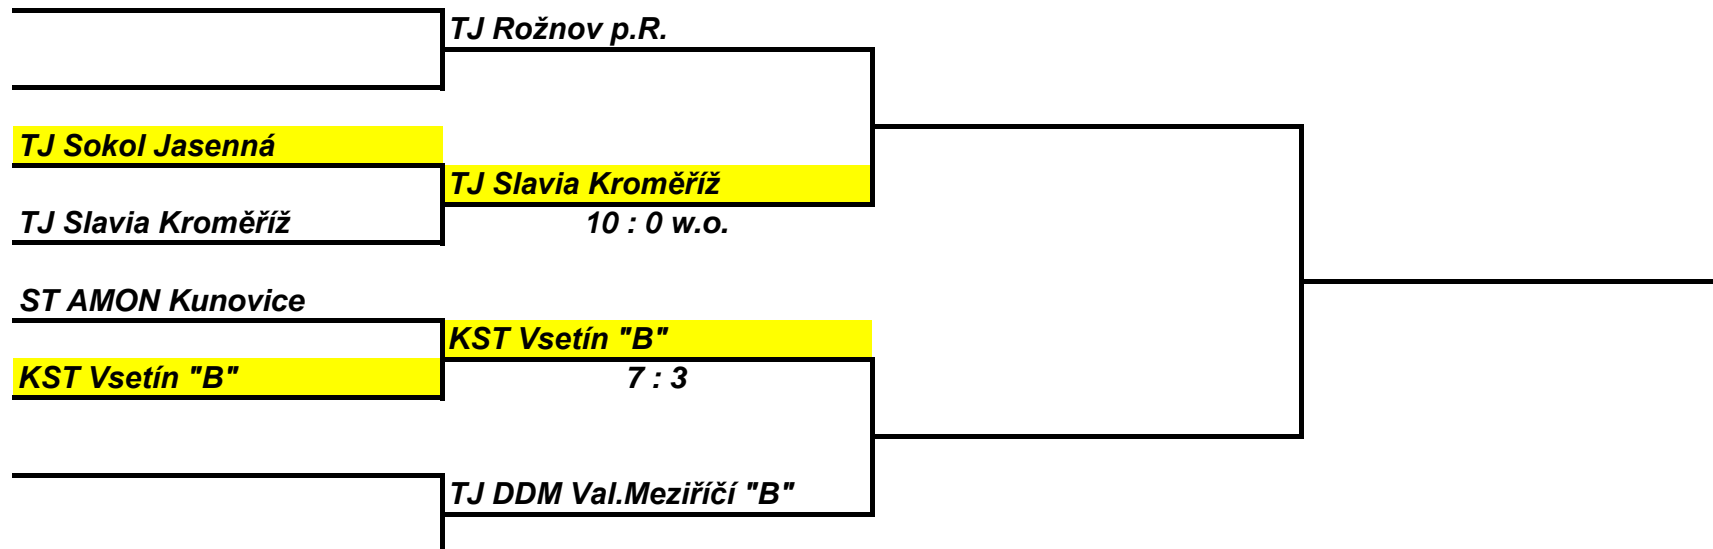 TJ Rožnov p.R.
TJ Sokol Jasenná
TJ Slavia Kroměříž
TJ Slavia Kroměříž
10 : 0 w.o.
ST AMON Kunovice
KST Vsetín "B"
KST Vsetín "B"
7 : 3
TJ DDM Val.Meziříčí "B"